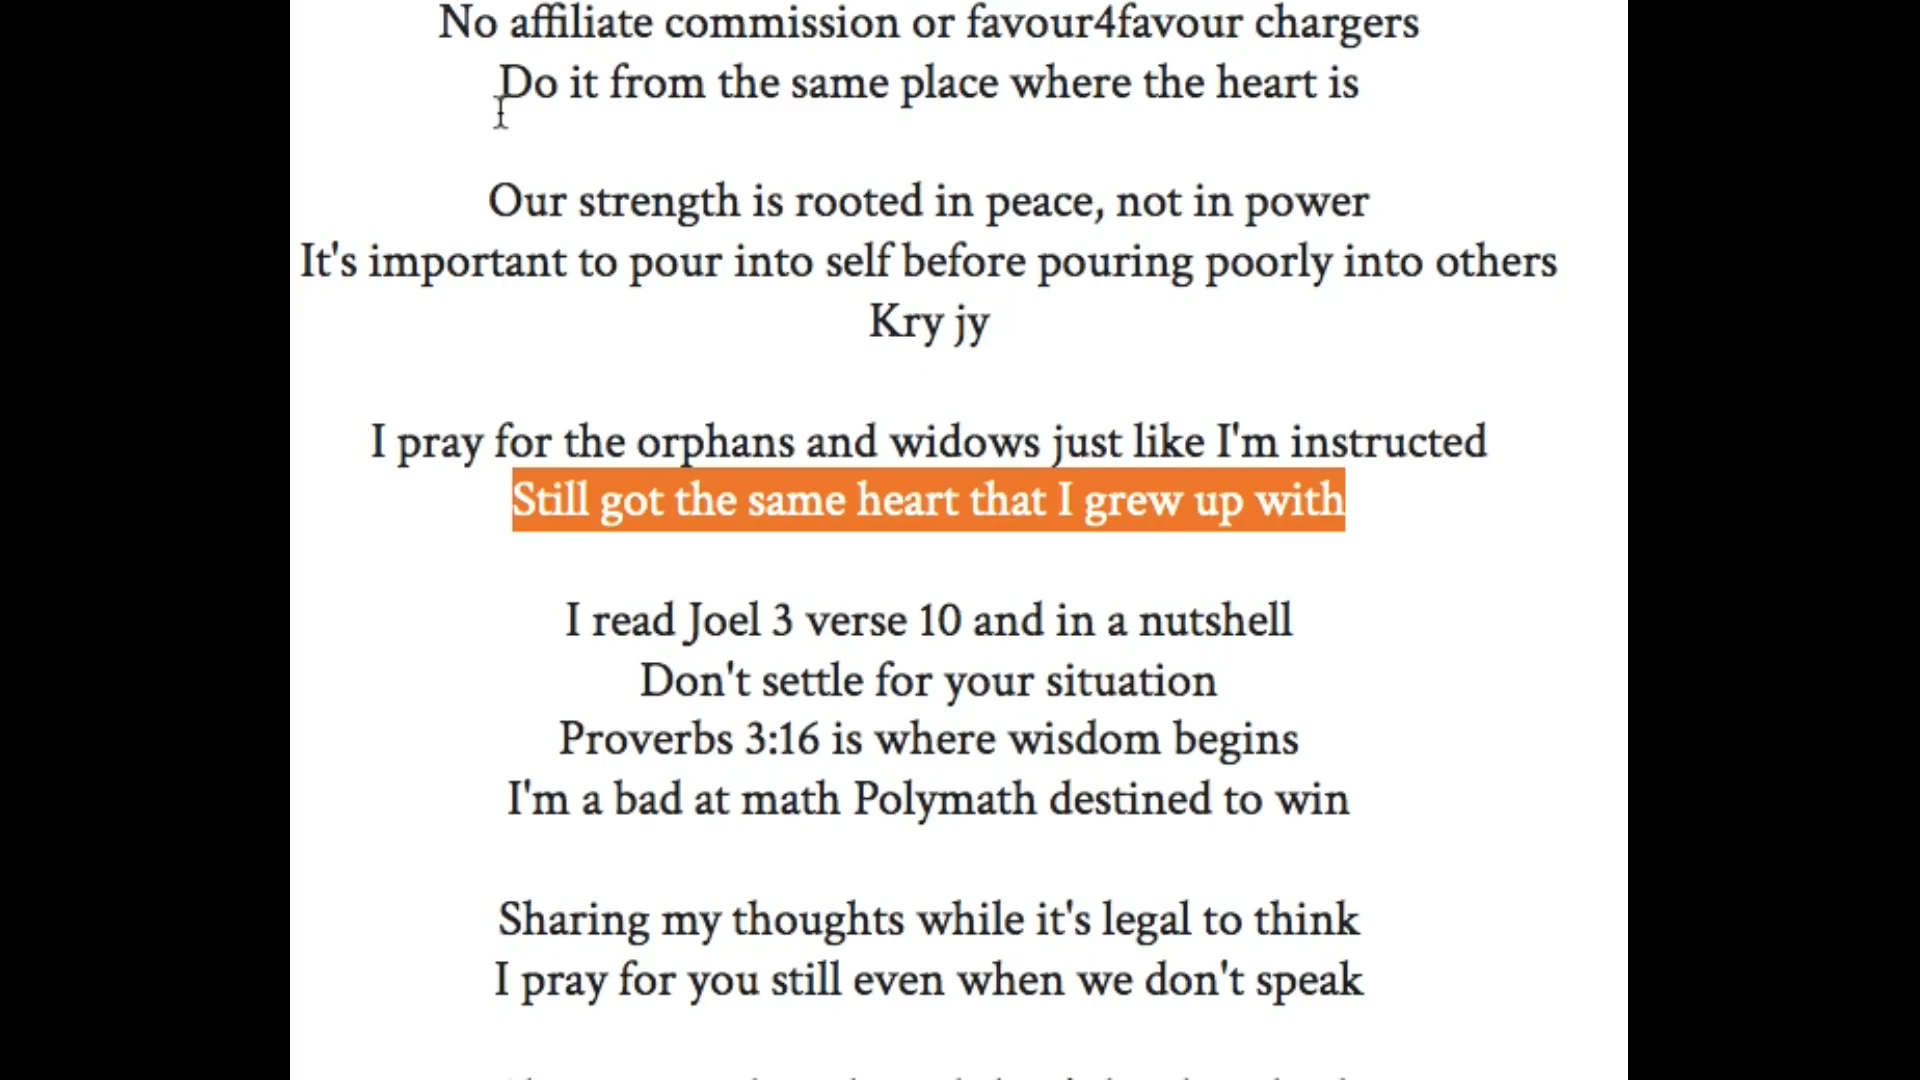 No affiliate commission or favour4favour chargers
Do it from the same place where the heart is
Our strength is rooted in peace, not in power
It's important to pour into self before pouring poorly into others
Kry jy
I pray for the orphans and widows just like I'm instructed
Still got the same heart that I grew up with
I read Joel 3 verse 10 and in a nutshell
Don't settle for your situation
Proverbs 3:16 is where wisdom begins
I'm a bad at math Polymath destined to win
Sharing my thoughts while it's legal to think
I pray for you still even when we don't speak